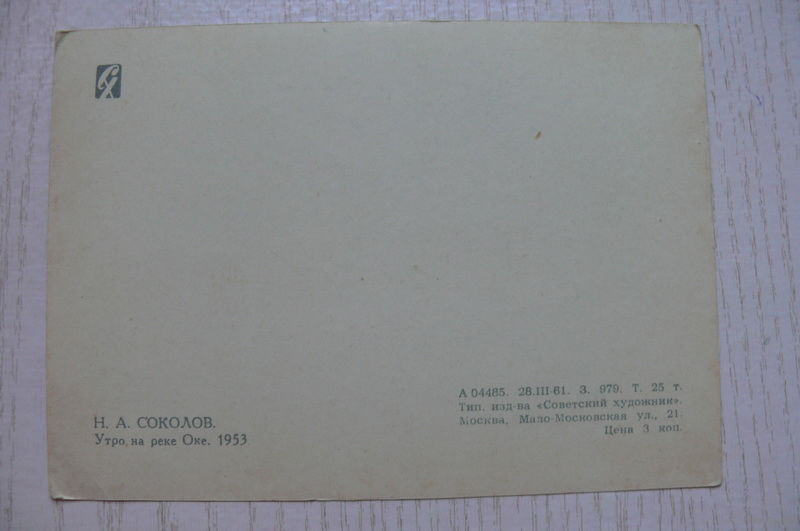 СХ
Н. А. СОКОЛОВ.
Утро на реке Оке. 1953
А 04485. 28.III-61. З. 979. Т. 25 т.
Тип. изд-ва «Советский художник».
Москва, Мало-Московская ул., 21.
Цена 3 коп.